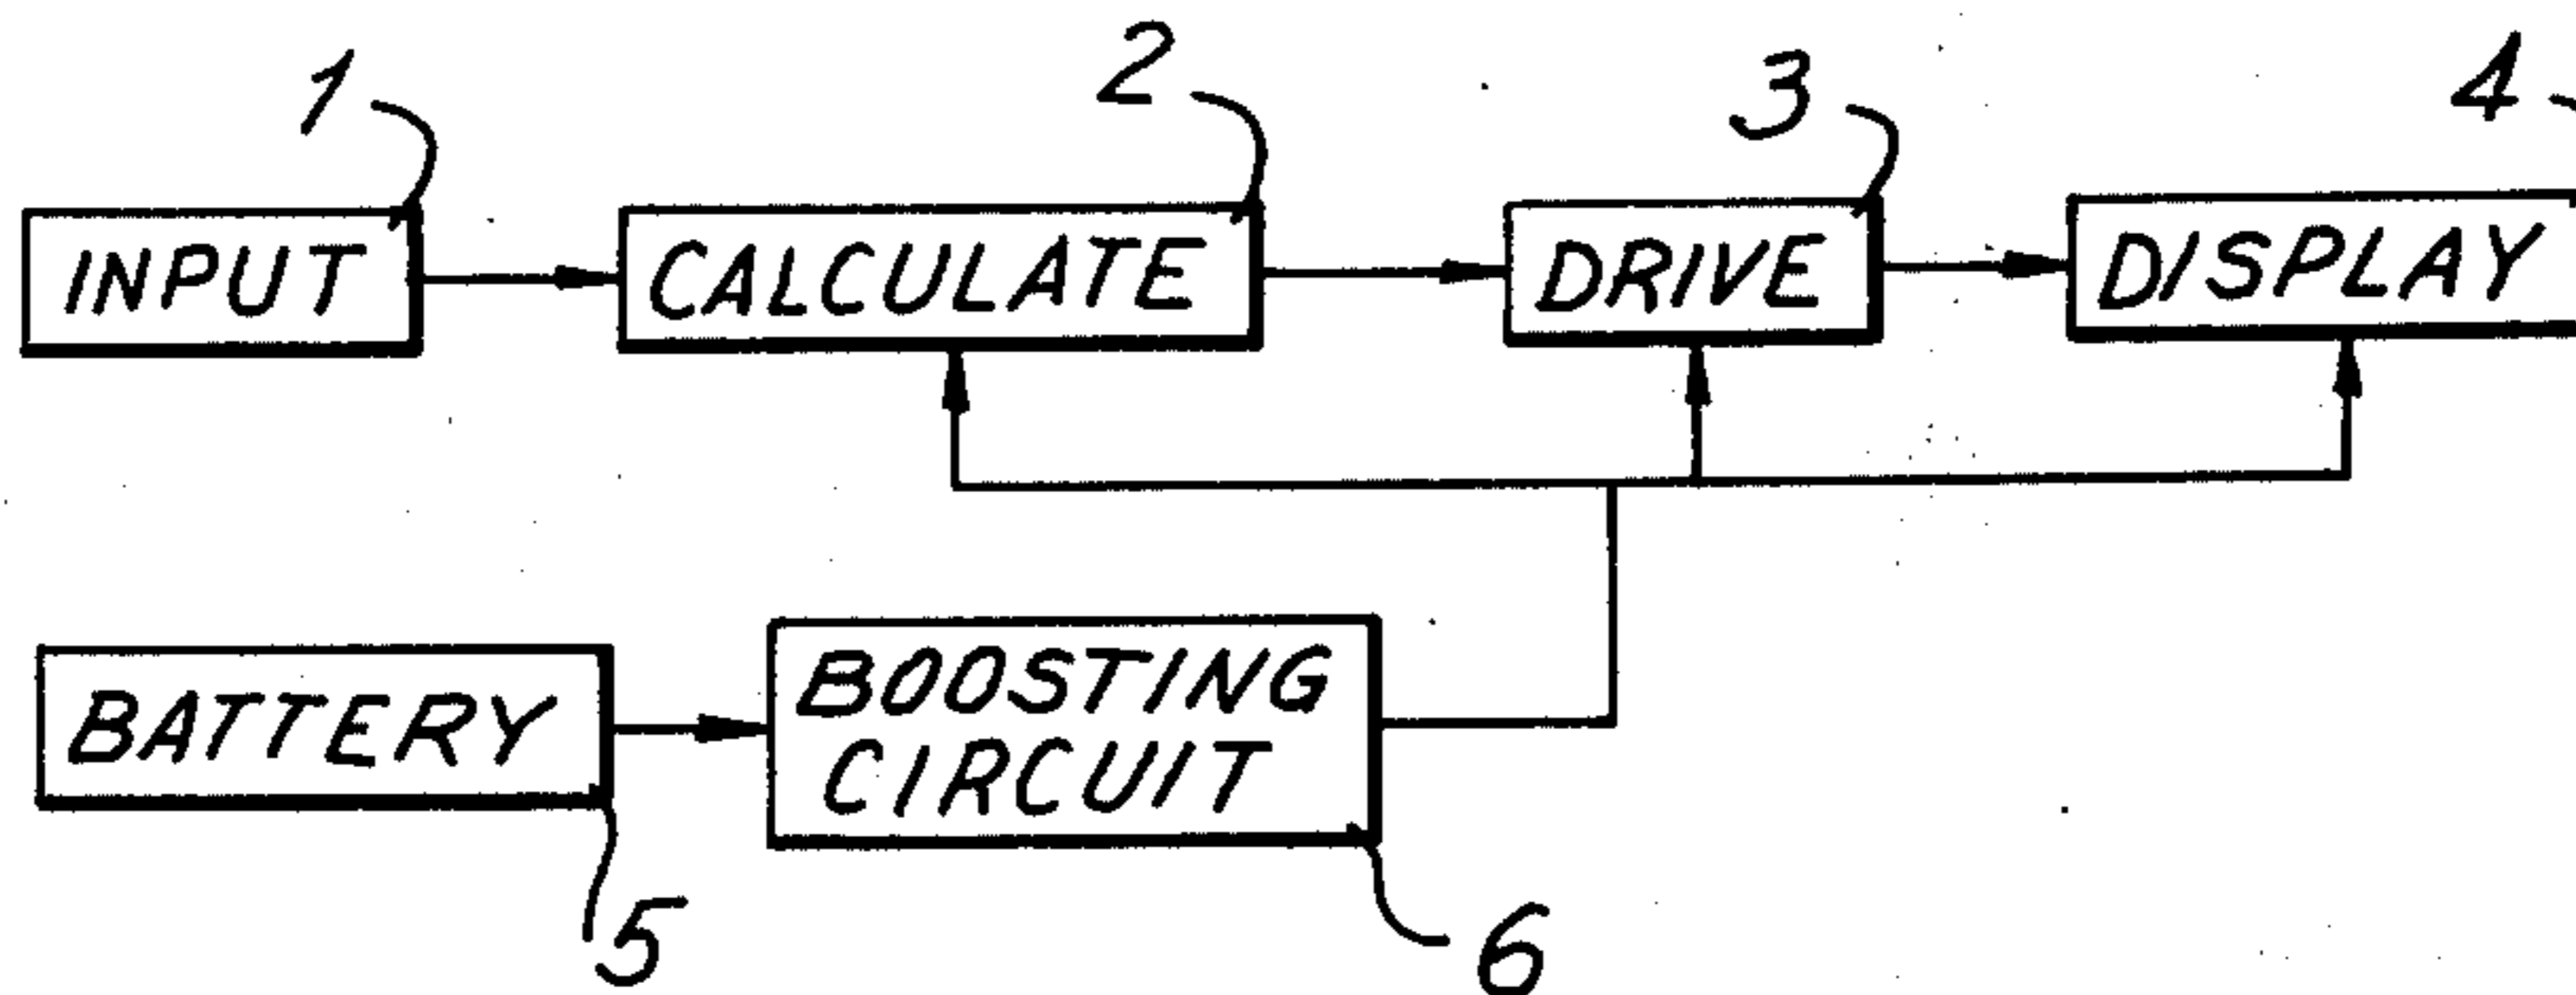 1
2
3
4
INPUT
CALCULATE
DRIVE
DISPLAY
BATTERY
BOOSTING
CIRCUIT
5
6